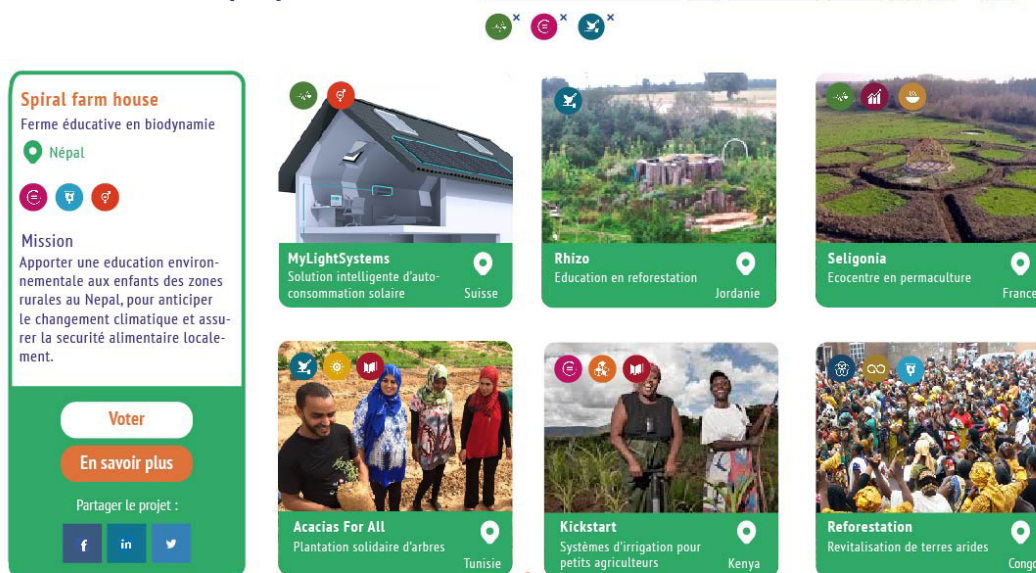 Spiral farm house
Ferme éducative en biodynamie
Népal
Mission
Apporter une education environ-
nementale aux enfants des zones
rurales au Nepal, pour anticiper
le changement climatique et assu-
rer la securité alimentaire locale-
ment.
Voter
En savoir plus
Partager le projet :
f
in
MyLightSystems
Solution intelligente d'auto-
consommation solaire
Suisse
Rhizo
Education en reforestation
Jordanie
Seligonia
Ecocentre en permaculture
France
Acacias For All
Plantation solidaire d'arbres
Tunisie
Kickstart
Systèmes d'irrigation pour
petits agriculteurs
Kenya
Reforestation
Revitalisation de terres arides
Congo